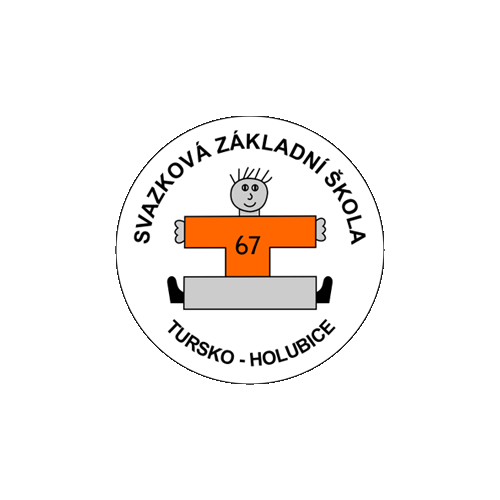 SVAZKOVÁ ZÁKLADNÍ ŠKOLA
67
TURSKO - HOLUBICE